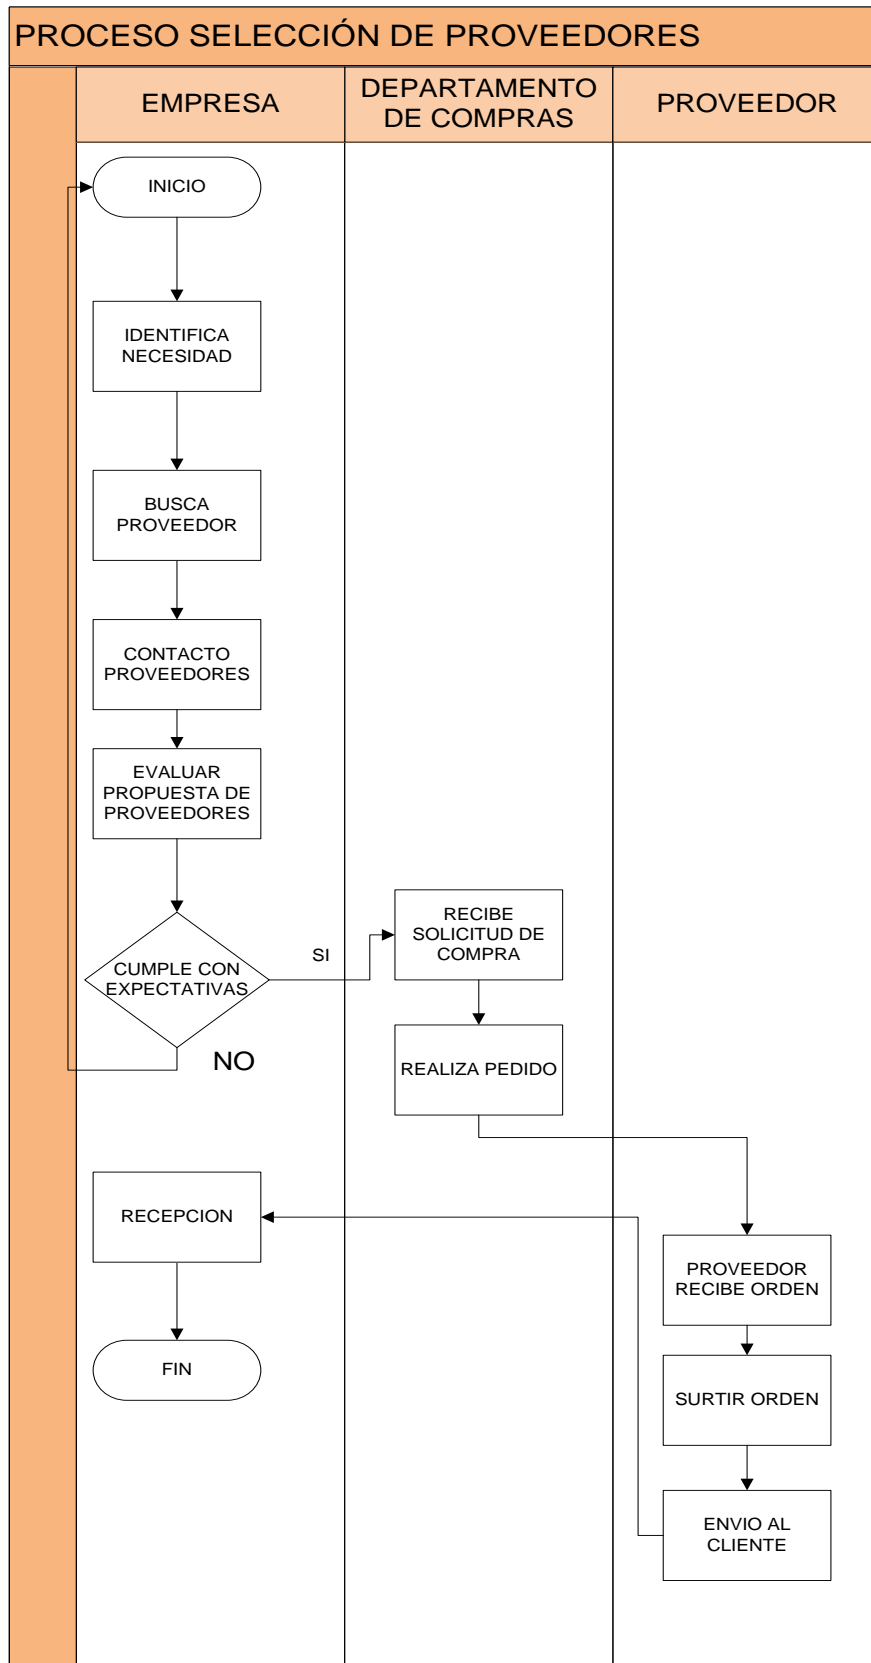 PROCESO SELECCIÓN DE PROVEEDORES
EMPRESA
DEPARTAMENTO
DE COMPRAS
PROVEEDOR
INICIO
IDENTIFICA
NECESIDAD
BUSCA
PROVEEDOR
CONTACTO
PROVEEDORES
EVALUAR
PROPUESTA DE
PROVEEDORES
CUMPLE CON
EXPECTATIVAS
SI
NO
RECIBE
SOLICITUD DE
COMPRA
REALIZA PEDIDO
PROVEEDOR
RECIBE ORDEN
SURTIR ORDEN
ENVIO AL
CLIENTE
RECEPCION
FIN